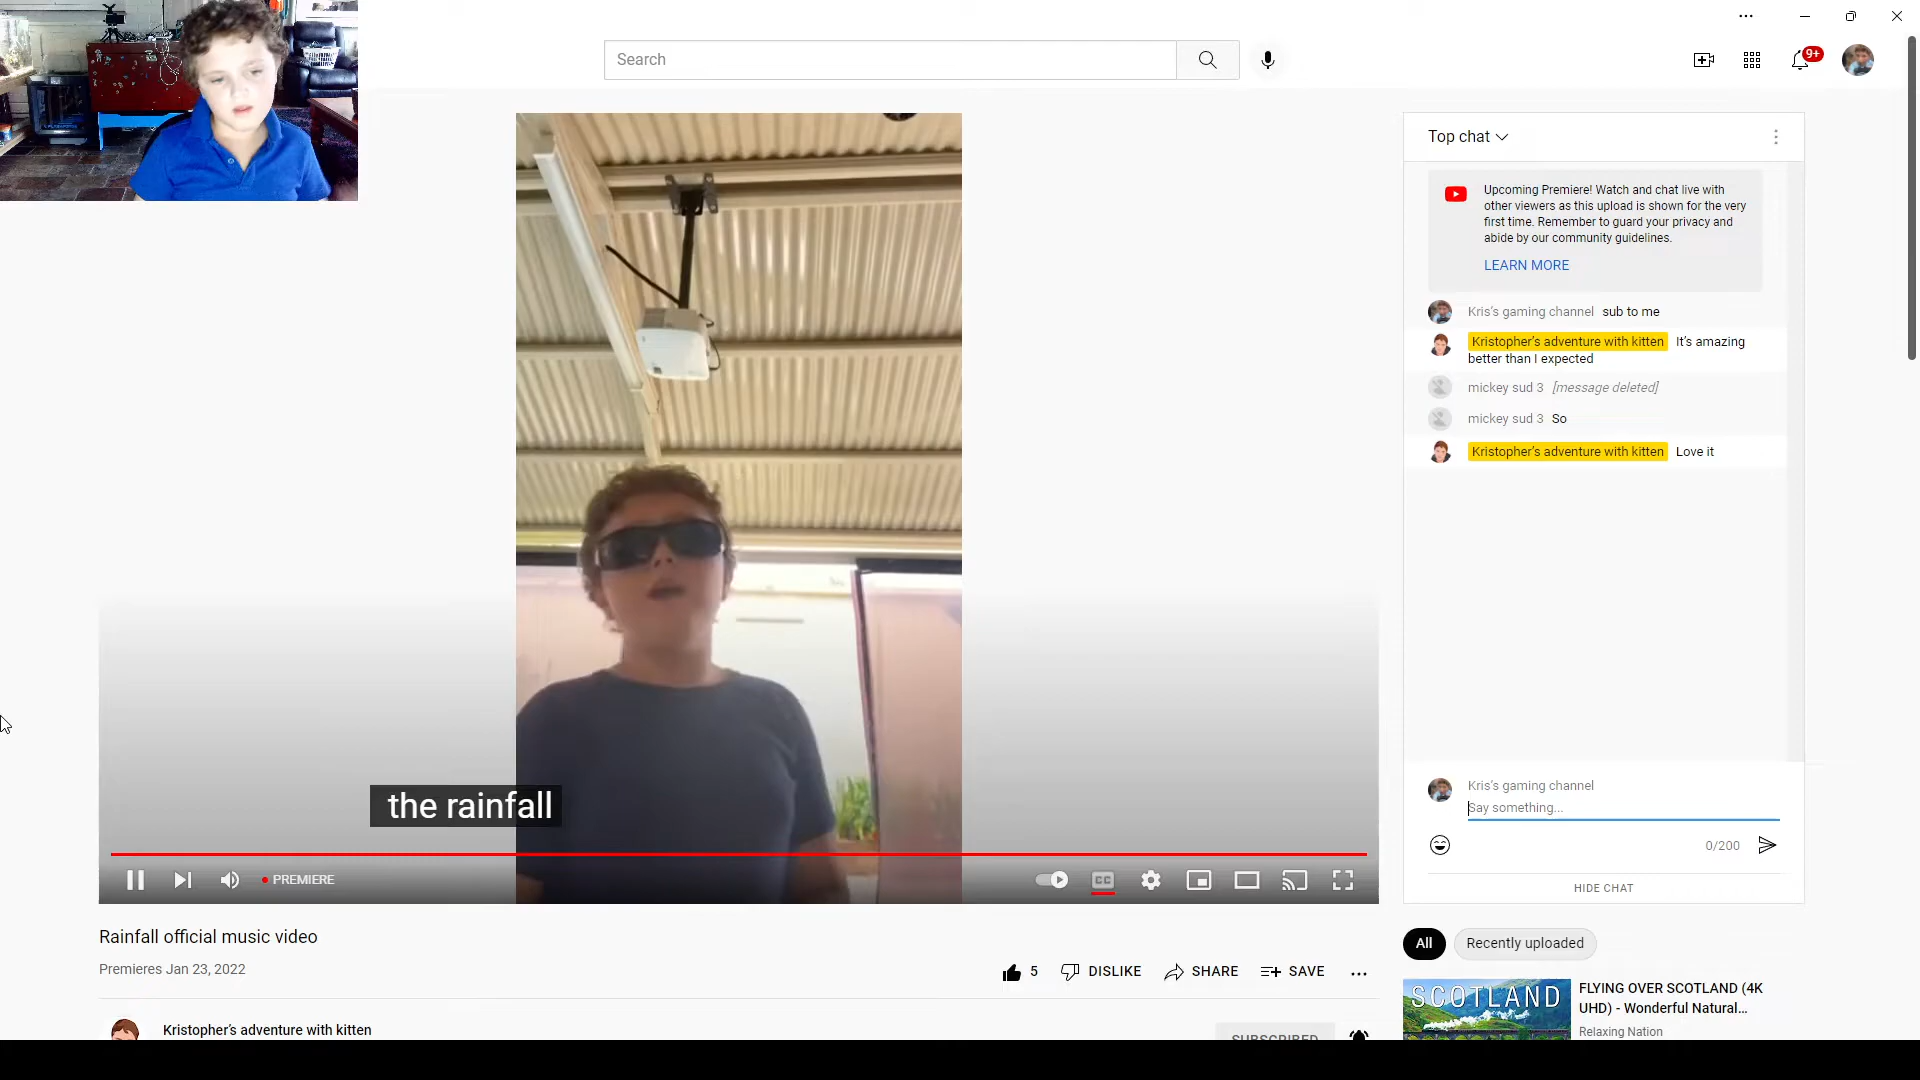 Search
9+
Top chat
Upcoming Premiere! Watch and chat live with
other viewers as this upload is shown for the very
first time. Remember to guard your privacy and
abide by our community guidelines.
LEARN MORE
Kris's gaming channel sub to me
Kristopher's adventure with kitten It's amazing
better than I expected
mickey sud 3 [message deleted]
mickey sud 3 So
Kristopher's adventure with kitten Love it
the rainfall
PREMIERE
CC
Kris's gaming channel
Say something...
0/200
HIDE CHAT
Rainfall official music video
Premieres Jan 23, 2022
5 DISLIKE SHARE SAVE
Kristopher's adventure with kitten
SUBSCRIBED
All Recently uploaded
SCOTLAND
FLYING OVER SCOTLAND (4K
UHD) - Wonderful Natural...
Relaxing Nation